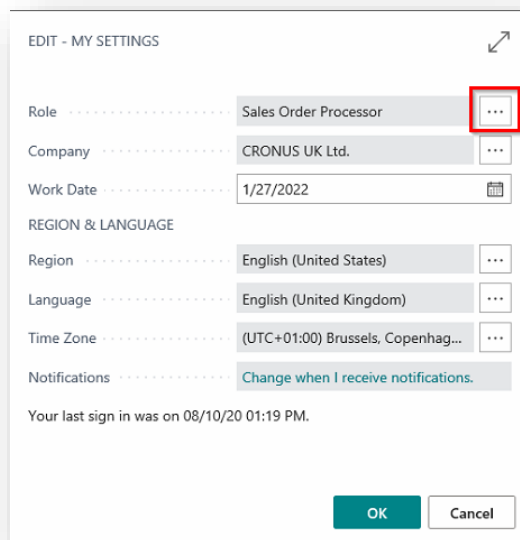 EDIT - MY SETTINGS
Role Sales Order Processor ...
Company CRONUS UK Ltd. ...
Work Date 1/27/2022
REGION & LANGUAGE
Region English (United States) ...
Language English (United Kingdom) ...
Time Zone (UTC+01:00) Brussels, Copenhag... ...
Notifications Change when I receive notifications.
Your last sign in was on 08/10/20 01:19 PM.
OK Cancel